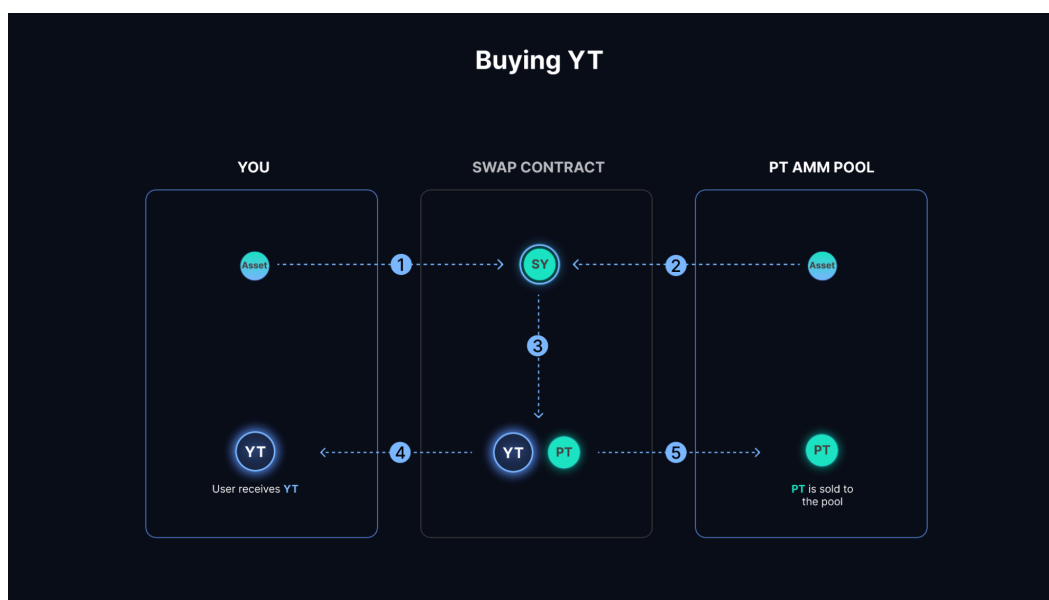 Buying YT
YOU
SWAP CONTRACT
PT AMM POOL
Asset
1
SY
2
Asset
3
YT
4
YT
PT
5
PT
User receives YT
PT is sold to
the pool